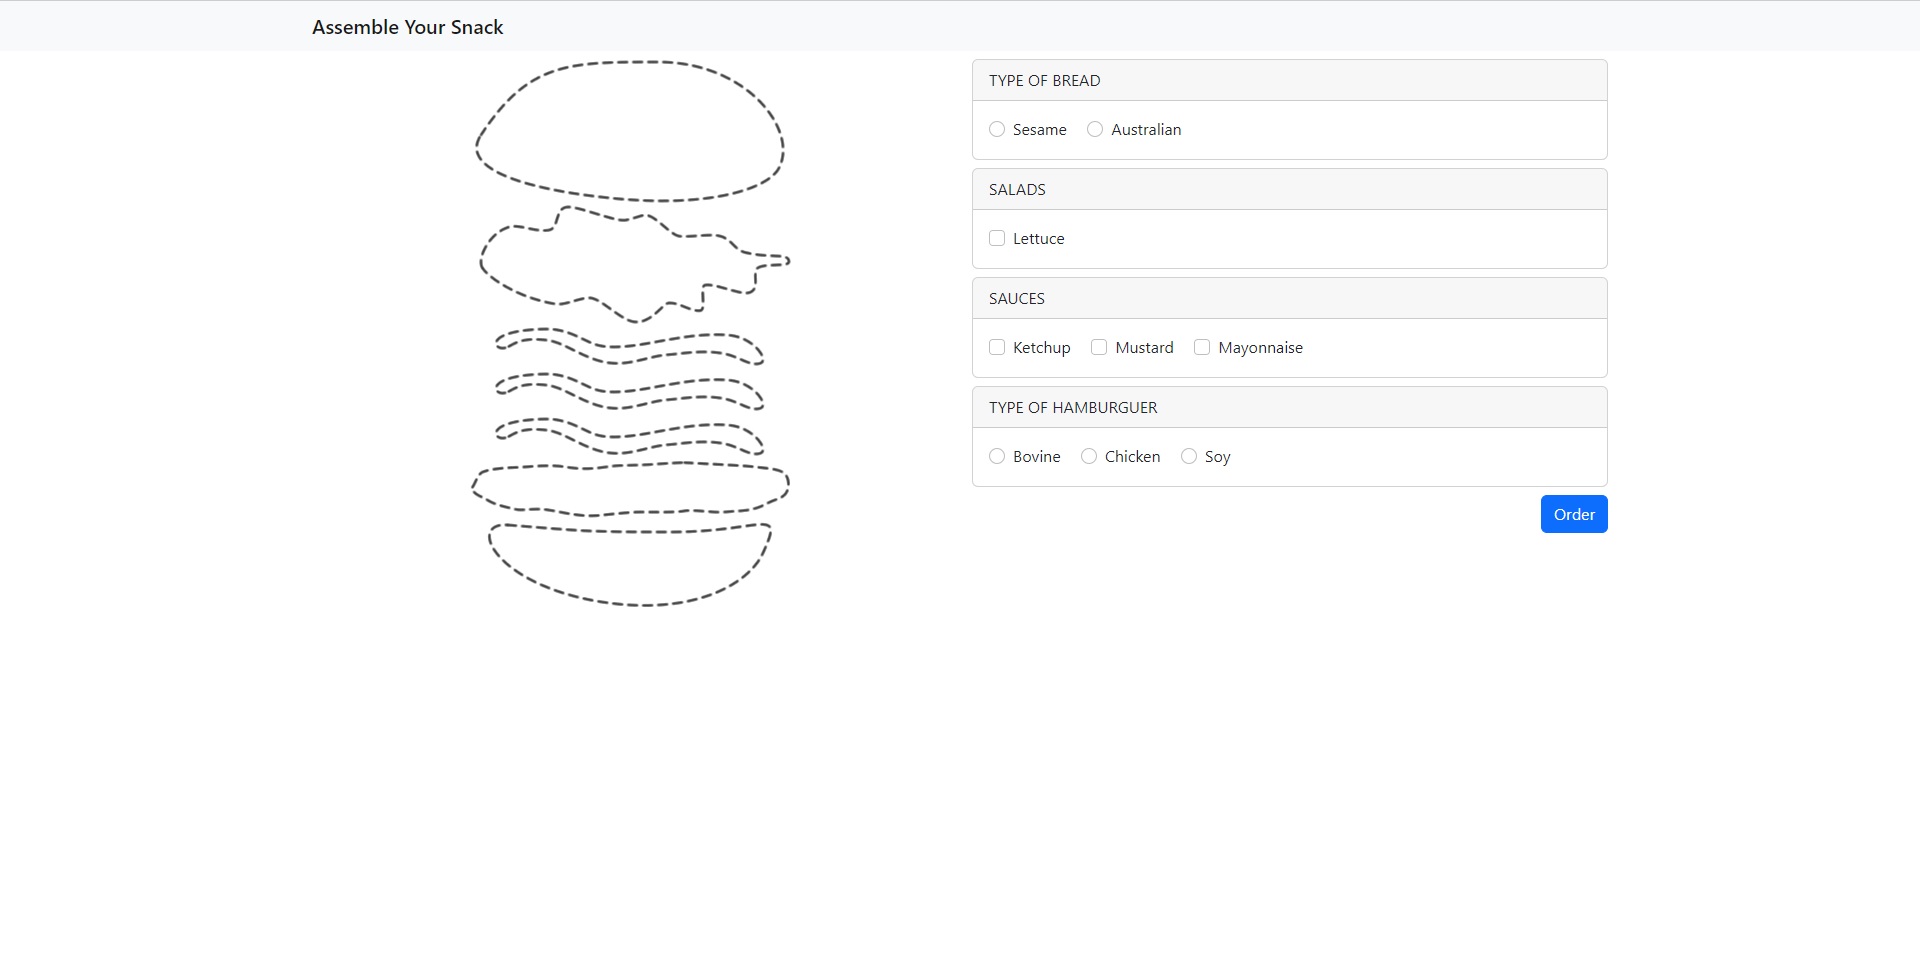 Assemble Your Snack
TYPE OF BREAD
Sesame Australian
SALADS
Lettuce
SAUCES
Ketchup Mustard Mayonnaise
TYPE OF HAMBURGUER
Bovine Chicken Soy
Order